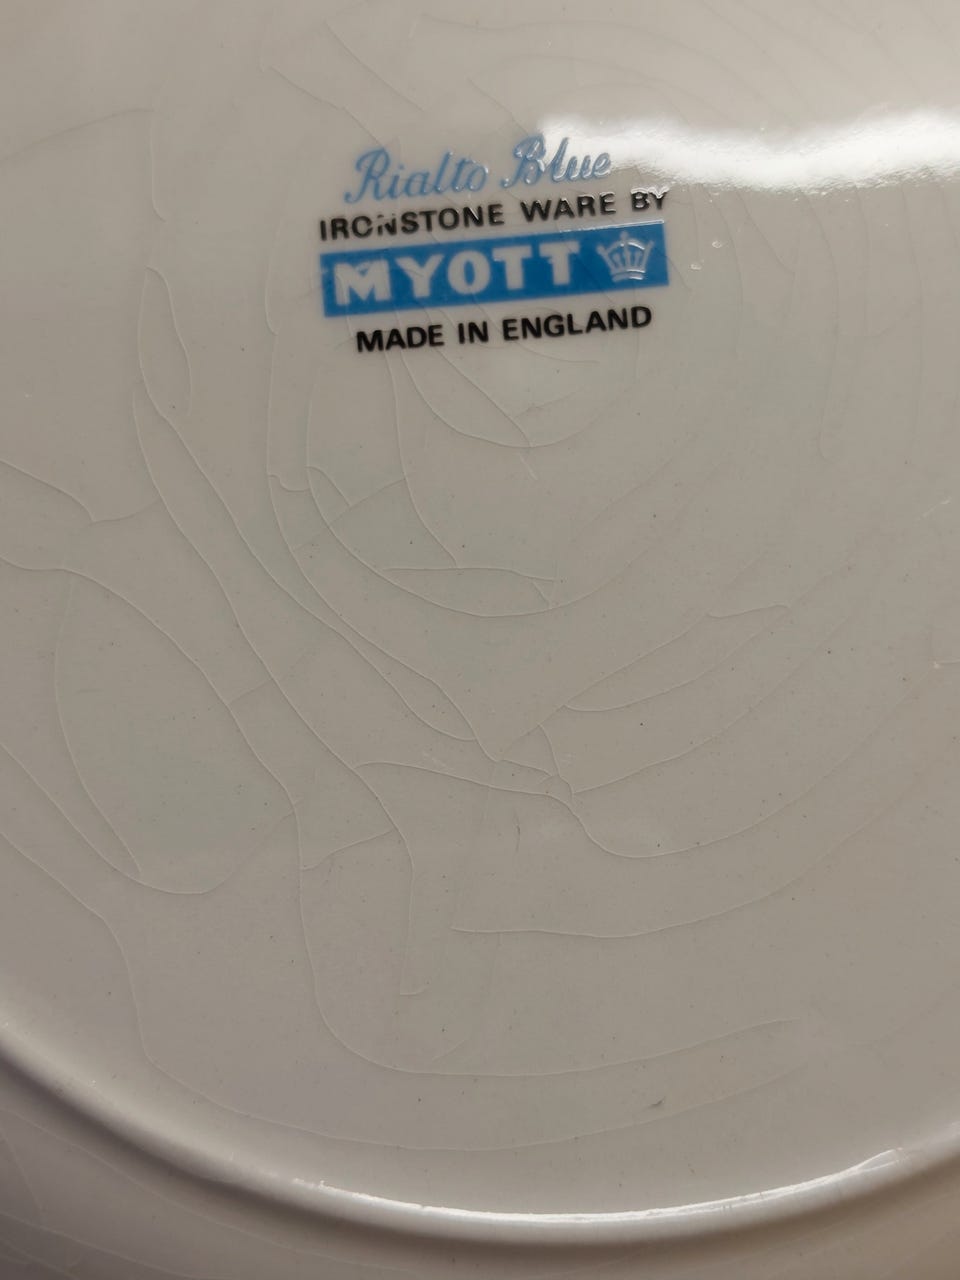 Rialto Blue
IRONSTONE WARE BY
MYOTT
MADE IN ENGLAND